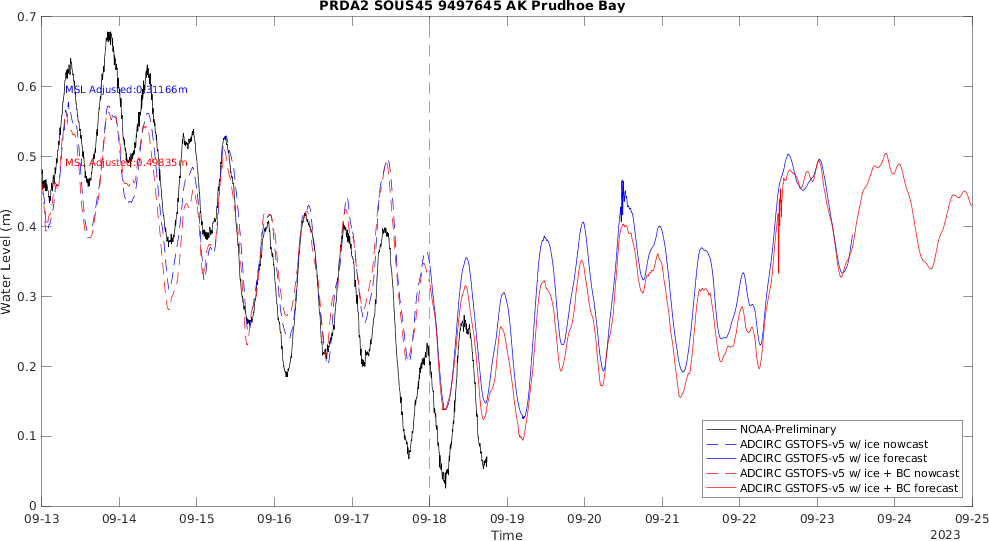 PRDA2 SOUS45 9497645 AK Prudhoe Bay
0.7
0.6
0.5
0.4
0.3
0.2
0.1
0
Water Level (m)
MSL Adjusted:0.31166m
MSL Adjusted:0.49835m
NOAA-Preliminary
ADCIRC GSTOFS-v5 w/ ice nowcast
ADCIRC GSTOFS-v5 w/ ice forecast
ADCIRC GSTOFS-v5 w/ ice + BC nowcast
ADCIRC GSTOFS-v5 w/ ice + BC forecast
09-13 09-14 09-15 09-16 09-17 09-18 09-19 09-20 09-21 09-22 09-23 09-24 09-25
Time
2023